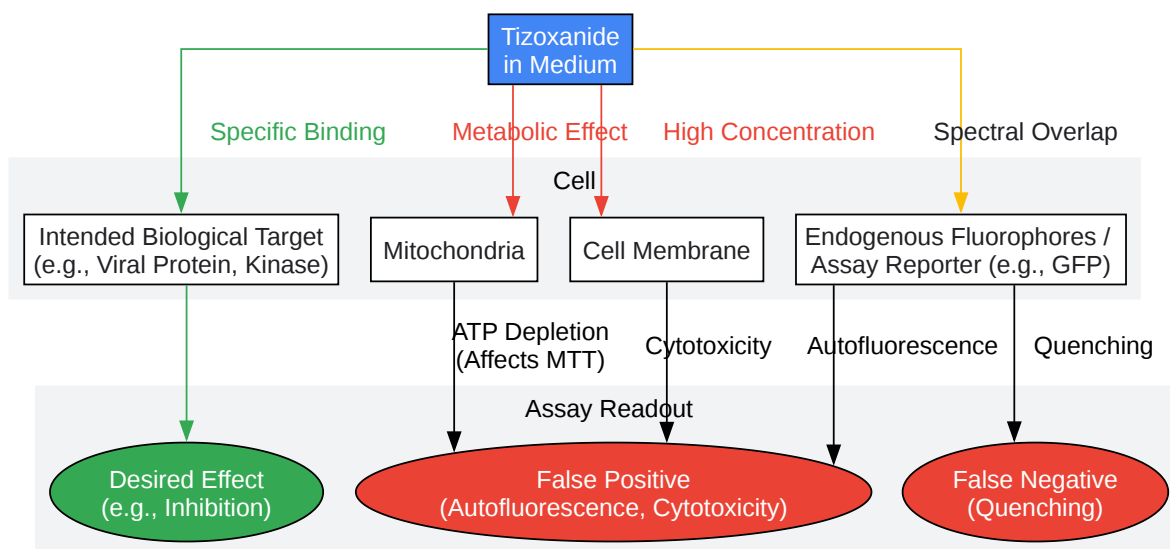 Tizoxanide
in Medium
Specific Binding
Metabolic Effect
High Concentration
Spectral Overlap
Cell
Intended Biological Target
(e.g., Viral Protein, Kinase)
Mitochondria
Cell Membrane
Endogenous Fluorophores /
Assay Reporter (e.g., GFP)
ATP Depletion
(Affects MTT)
Cytotoxicity
Autofluorescence
Quenching
Assay Readout
Desired Effect
(e.g., Inhibition)
False Positive
(Autofluorescence, Cytotoxicity)
False Negative
(Quenching)